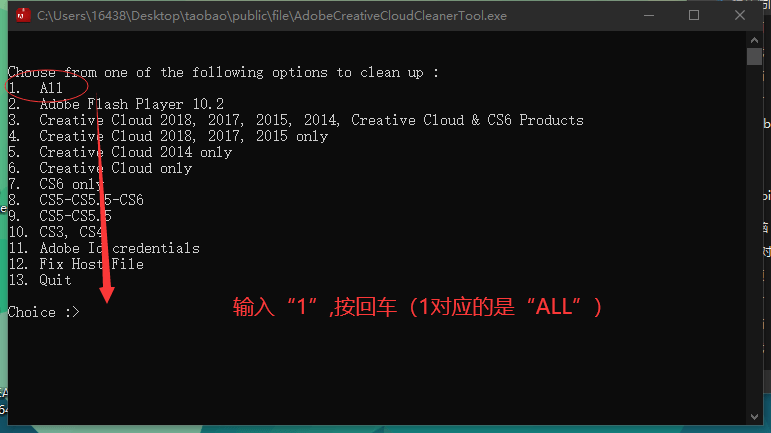 C:\Users\16438\Desktop\taobao\public\file\AdobeCreativeCloudCleanerTool.exe
Choose from one of the following options to clean up :
1. All
2. Adobe Flash Player 10.2
3. Creative Cloud 2018, 2017, 2015, 2014, Creative Cloud & CS6 Products
4. Creative Cloud 2018, 2017, 2015 only
5. Creative Cloud 2014 only
6. Creative Cloud only
7. CS6 only
8. CS5-CS5.5-CS6
9. CS5-CS5.5
10. CS3, CS4
11. Adobe Id credentials
12. Fix Host File
13. Quit
Choice :>
输入“1”,按回车（1对应的是“ALL”）